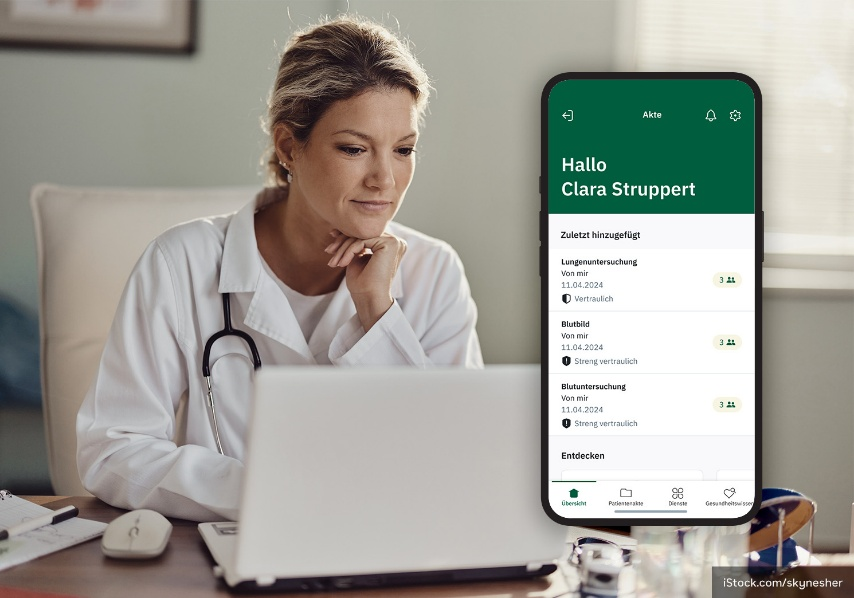 Akte
Hallo
Clara Struppert
Zuletzt hinzugefügt
Lungenuntersuchung
Von mir
11.04.2024
3
Vertraulich
Blutbild
Von mir
11.04.2024
3
Streng vertraulich
Blutuntersuchung
Von mir
11.04.2024
3
Streng vertraulich
Entdecken
Übersicht
Patientenakte
Dienste
Gesundheitswissen
iStock.com/skynesher